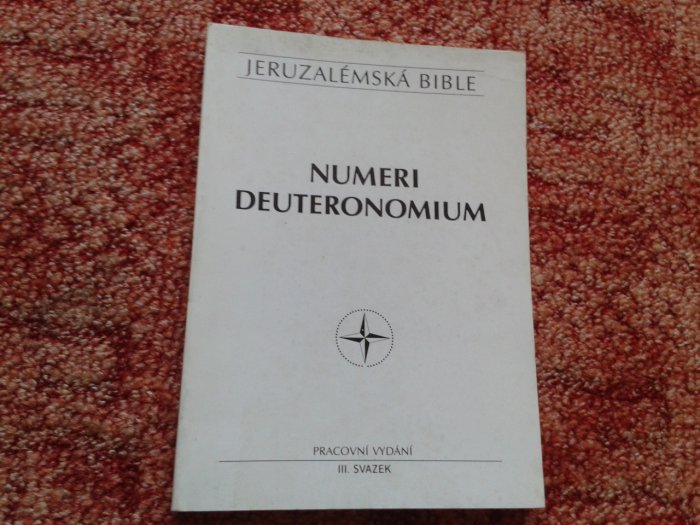 JERUZALÉMSKÁ BIBLE
NUMERI
DEUTERONOMIUM
PRACOVNÍ VYDÁNÍ
III. SVAZEK